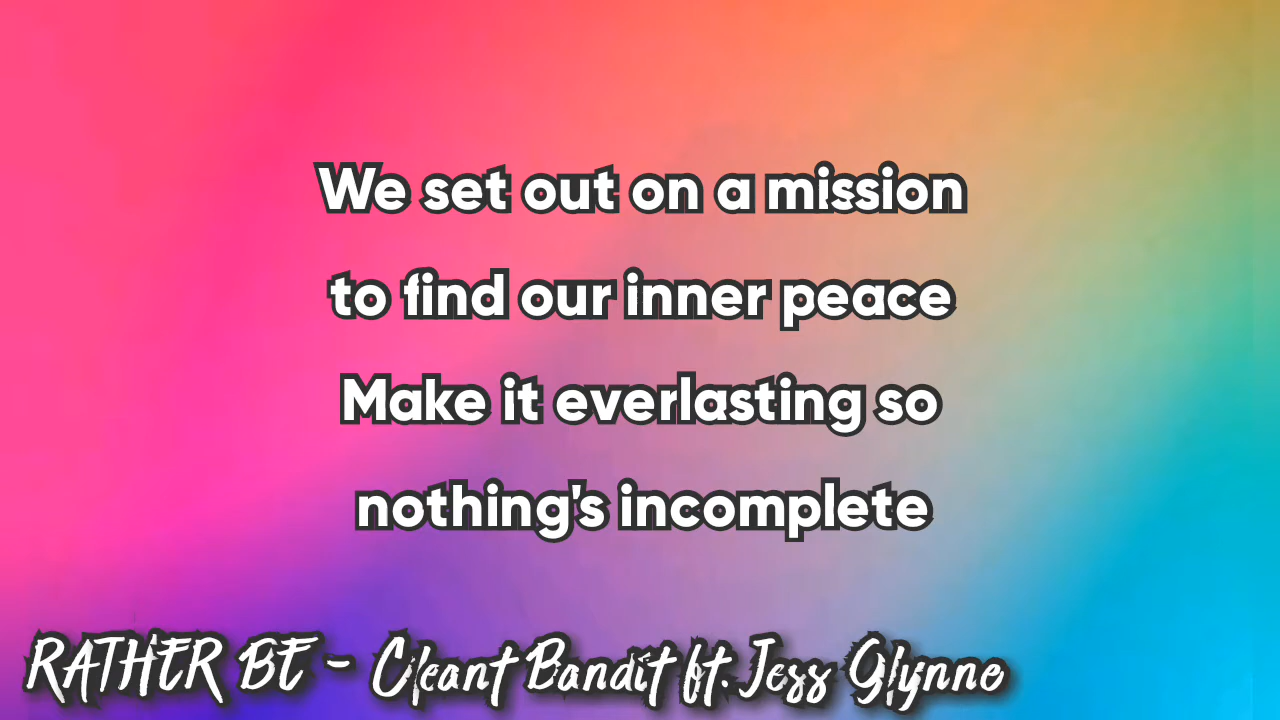 We set out on a mission
to find our inner peace
Make it everlasting so
nothing's incomplete
RATHER BE - Cleant Bandit ft. Jess Glynne